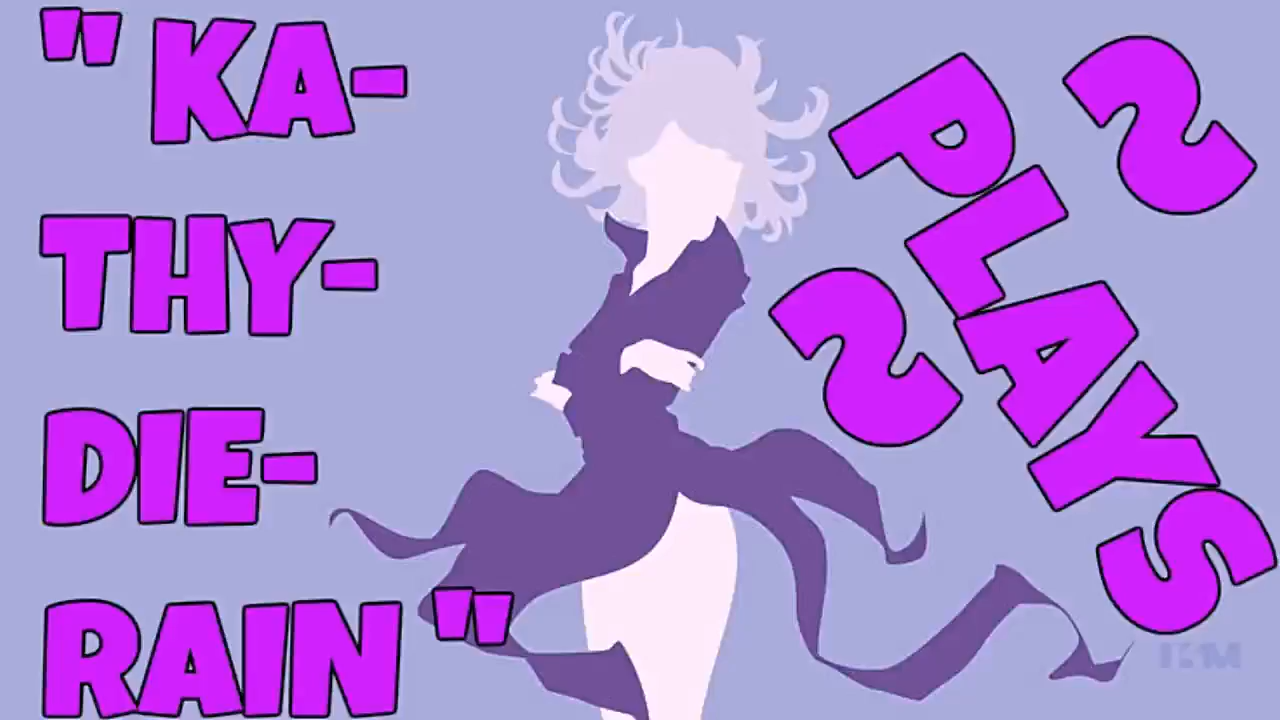 " KA-
THY-
DIE-
RAIN "
~ PLAYS ~